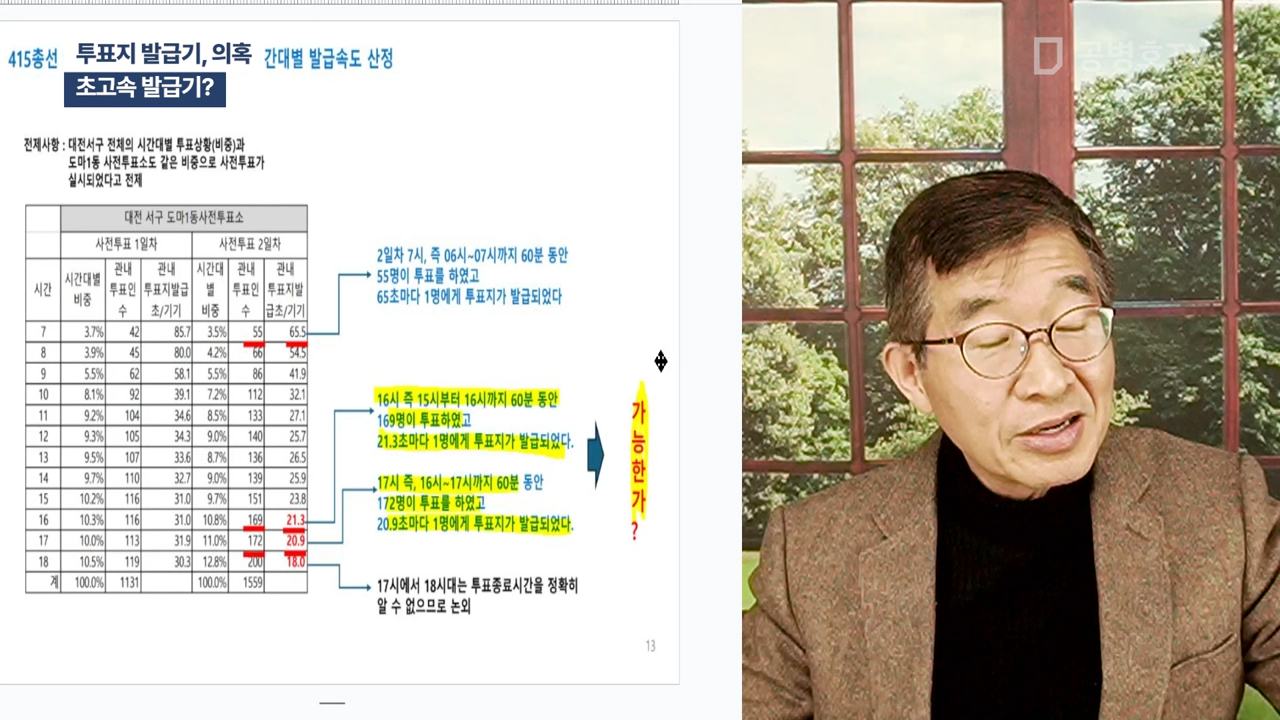 415총선 투표지 발급기, 의혹 간대별 발급속도 산정
초고속 발급기?
공병호TV
전제사항 : 대전서구 전체의 시간대별 투표상황(비중)과
도마1동 사전투표소도 같은 비중으로 사전투표가
실시되었다고 전제
대전 서구 도마1동사전투표소
사전투표 1일차 사전투표 2일차
시간 시간대별 비중 관내 투표인 수 관내 투표지발급 초/기기 시간대 별 비중 관내 투표인 수 관내 투표지발 급초/기기
7 3.7% 42 85.7 3.5% 55 65.5
8 3.9% 45 80.0 4.2% 66 54.5
9 5.5% 62 58.1 5.5% 86 41.9
10 8.1% 92 39.1 7.2% 112 32.1
11 9.2% 104 34.6 8.5% 133 27.1
12 9.3% 105 34.3 9.0% 140 25.7
13 9.5% 107 33.6 8.7% 136 26.5
14 9.7% 110 32.7 9.0% 139 25.9
15 10.2% 116 31.0 9.7% 151 23.8
16 10.3% 116 31.0 10.8% 169 21.3
17 10.0% 113 31.9 11.0% 172 20.9
18 10.5% 119 30.3 12.8% 200 18.0
계 100.0% 1131 100.0% 1559
2일차 7시, 즉 06시~07시까지 60분 동안
55명이 투표를 하였고
65초마다 1명에게 투표지가 발급되었다
16시 즉 15시부터 16시까지 60분 동안
169명이 투표하였고
21.3초마다 1명에게 투표지가 발급되었다.
17시 즉, 16시~17시까지 60분 동안
172명이 투표를 하였고
20.9초마다 1명에게 투표지가 발급되었다.
17시에서 18시대는 투표종료시간을 정확히
알 수 없으므로 논외
가능한가?
13